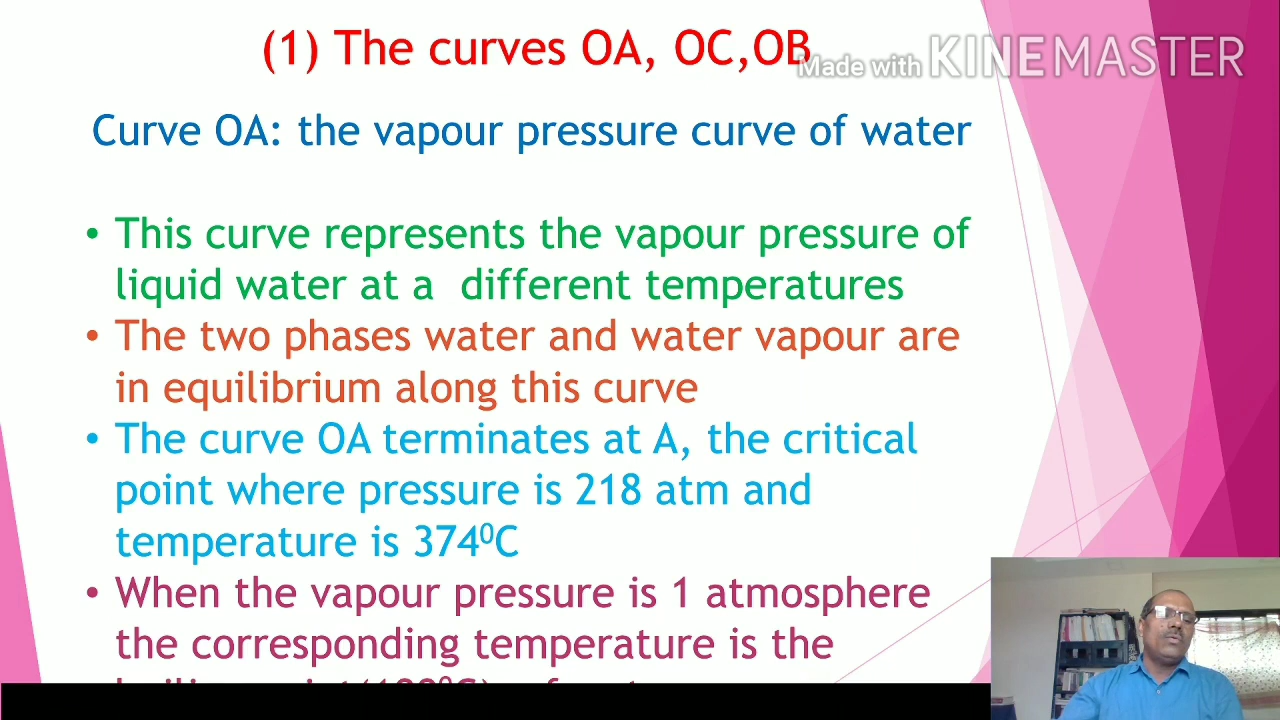 (1) The curves OA, OC,OB
Made with KINEMASTER
Curve OA: the vapour pressure curve of water
• This curve represents the vapour pressure of
liquid water at a different temperatures
• The two phases water and water vapour are
in equilibrium along this curve
• The curve OA terminates at A, the critical
point where pressure is 218 atm and
temperature is 374⁰C
• When the vapour pressure is 1 atmosphere
the corresponding temperature is the